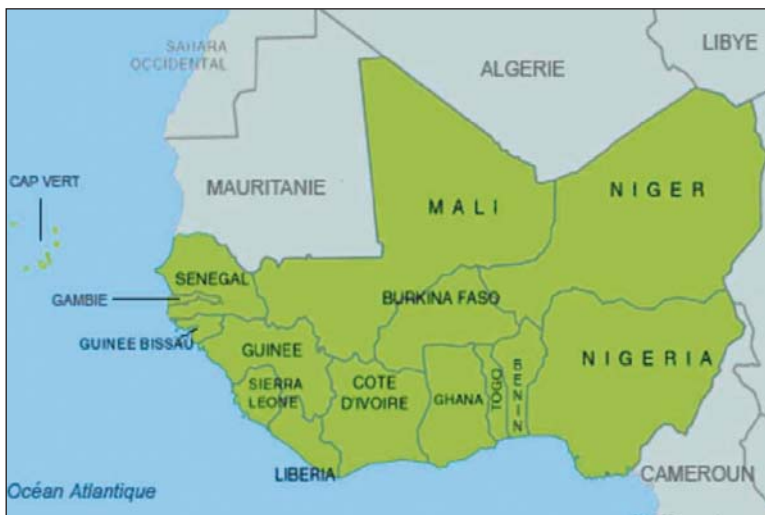 SAHARA
OCCIDENTAL
LIBYE
ALGERIE
CAP VERT
MAURITANIE
MALI
NIGER
SENEGAL
GAMBIE
BURKINA FASO
GUINEE BISSAU
GUINEE
NIGERIA
SIERRA
LEONE
COTE
D'IVOIRE
GHANA
TOGO
BENIN
LIBERIA
CAMEROUN
Océan Atlantique